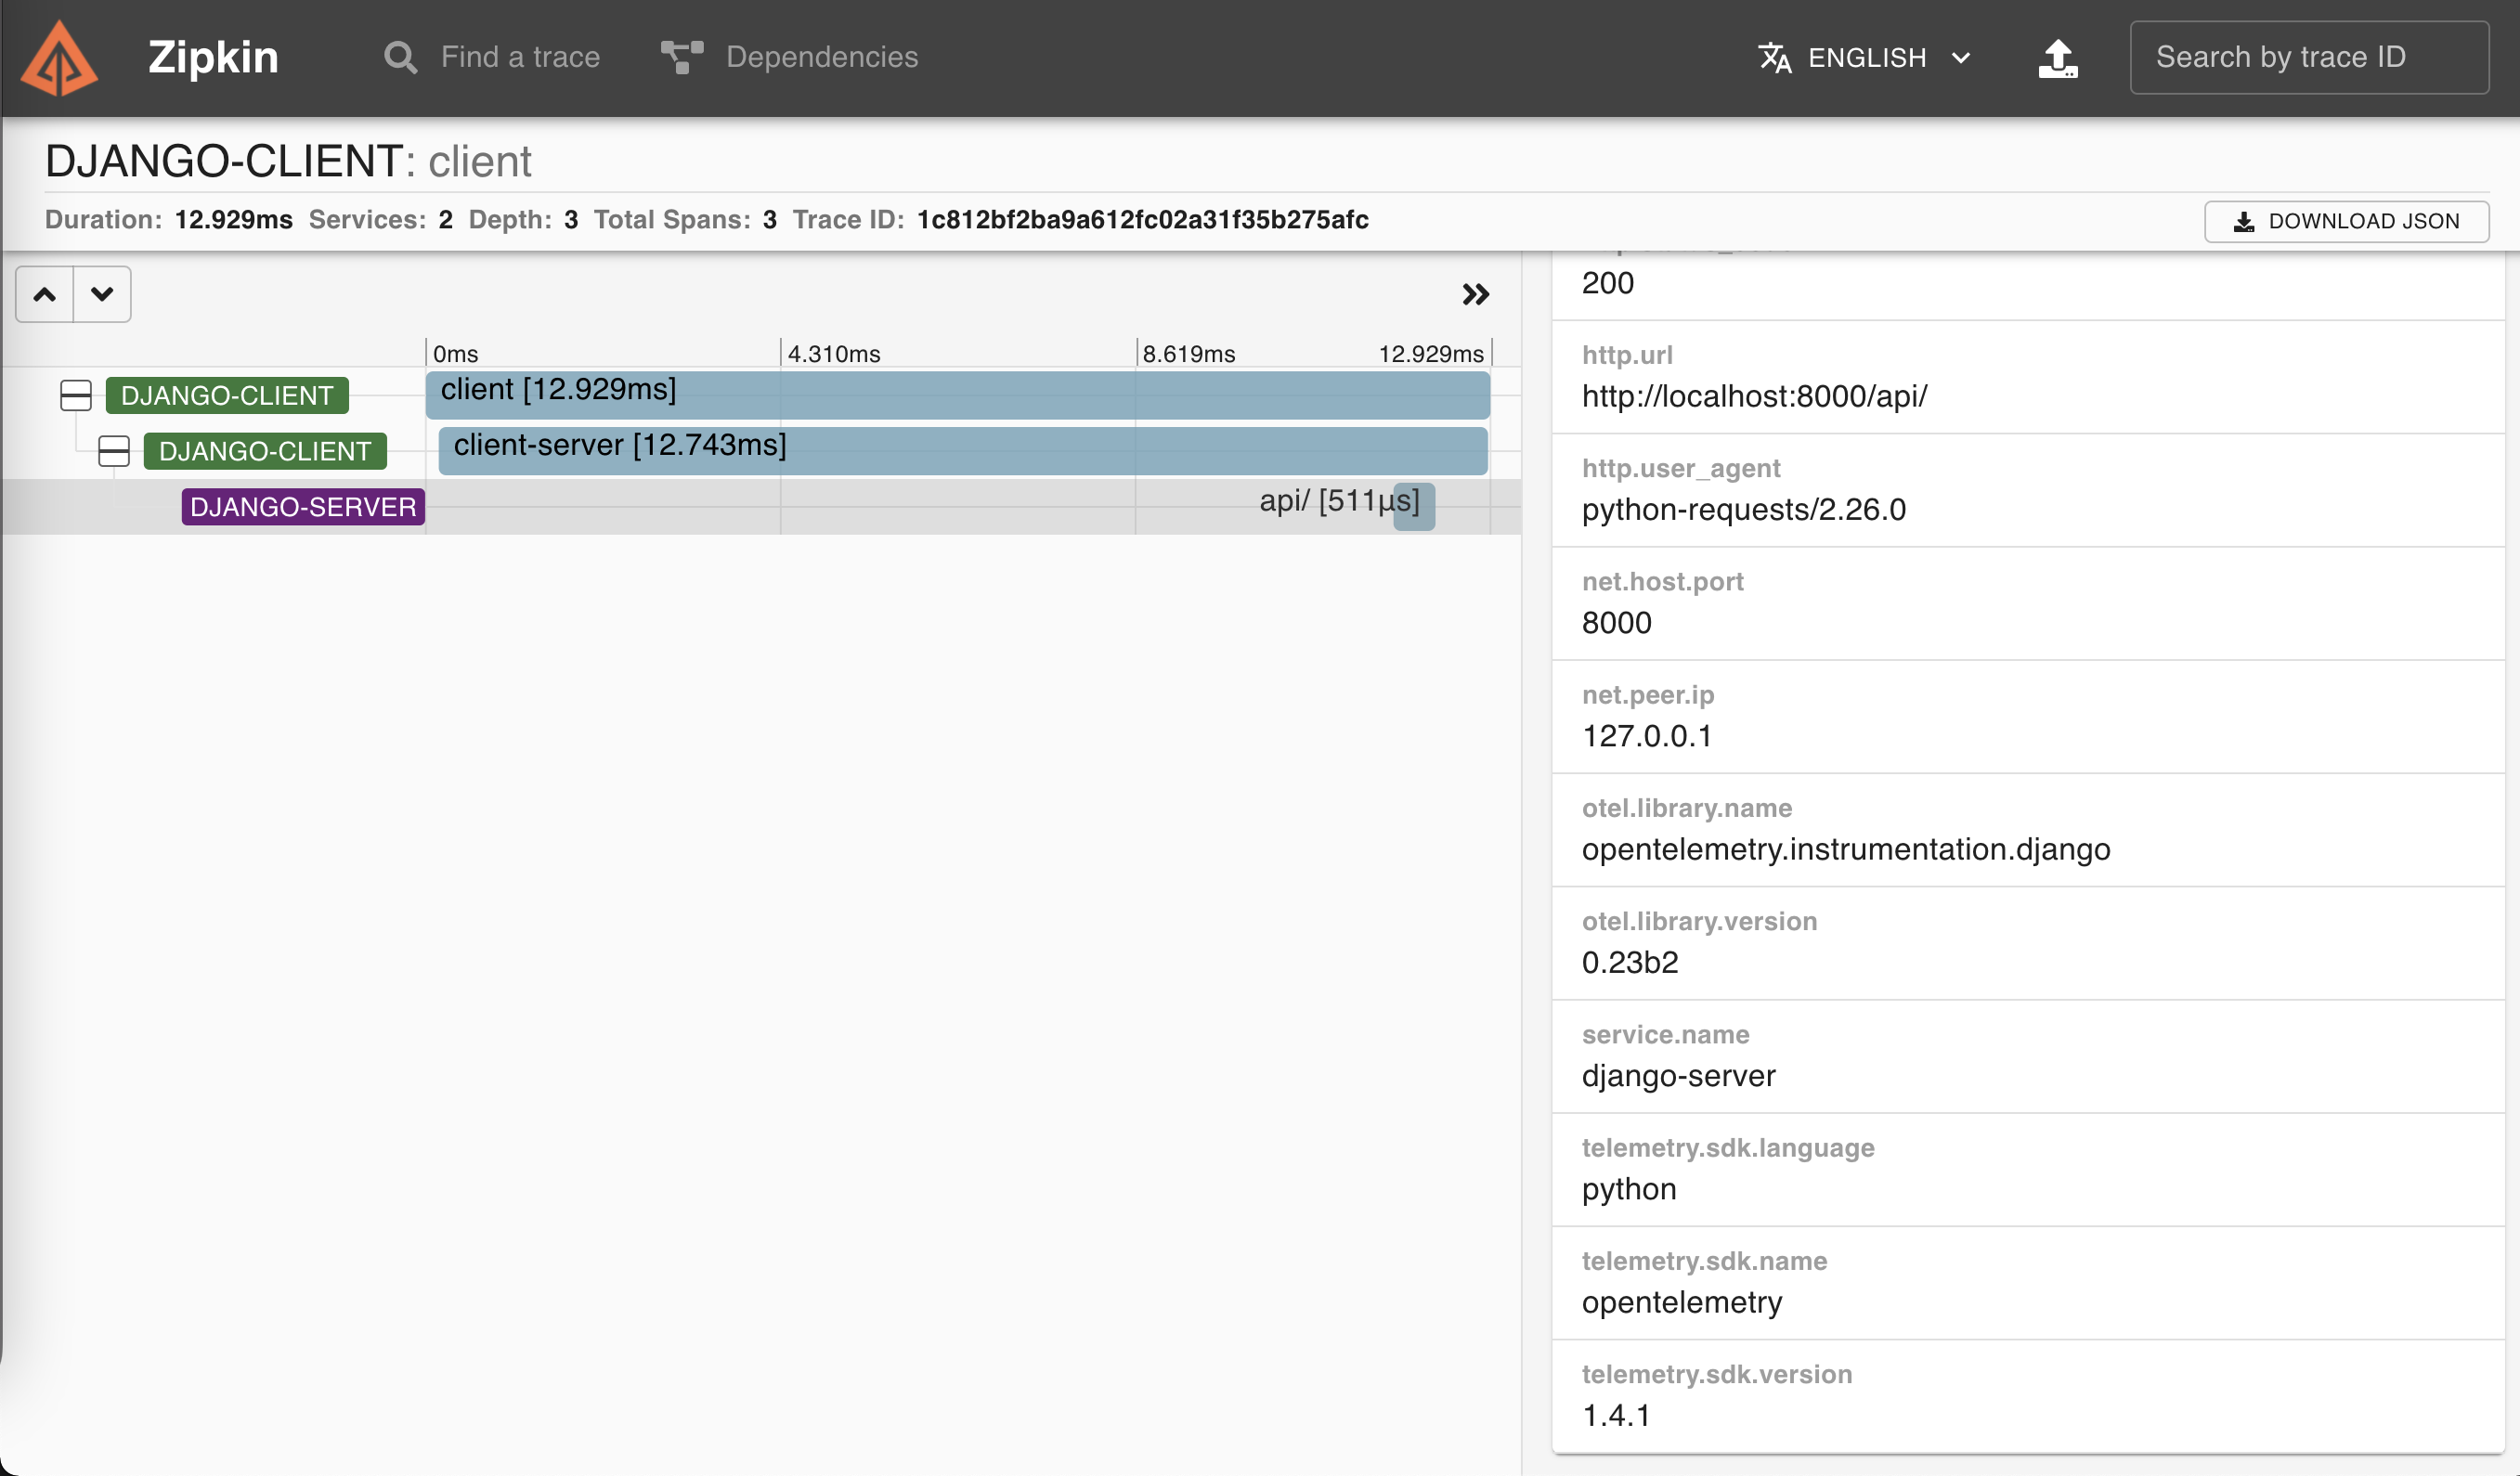 Zipkin
Find a trace
Dependencies
ENGLISH
Search by trace ID
DJANGO-CLIENT: client
Duration: 12.929ms Services: 2 Depth: 3 Total Spans: 3 Trace ID: 1c812bf2ba9a612fc02a31f35b275afc
DOWNLOAD JSON
0ms
4.310ms
8.619ms
12.929ms
DJANGO-CLIENT
client [12.929ms]
DJANGO-CLIENT
client-server [12.743ms]
DJANGO-SERVER
api/ [511μs]
200
http.url
http://localhost:8000/api/
http.user_agent
python-requests/2.26.0
net.host.port
8000
net.peer.ip
127.0.0.1
otel.library.name
opentelemetry.instrumentation.django
otel.library.version
0.23b2
service.name
django-server
telemetry.sdk.language
python
telemetry.sdk.name
opentelemetry
telemetry.sdk.version
1.4.1